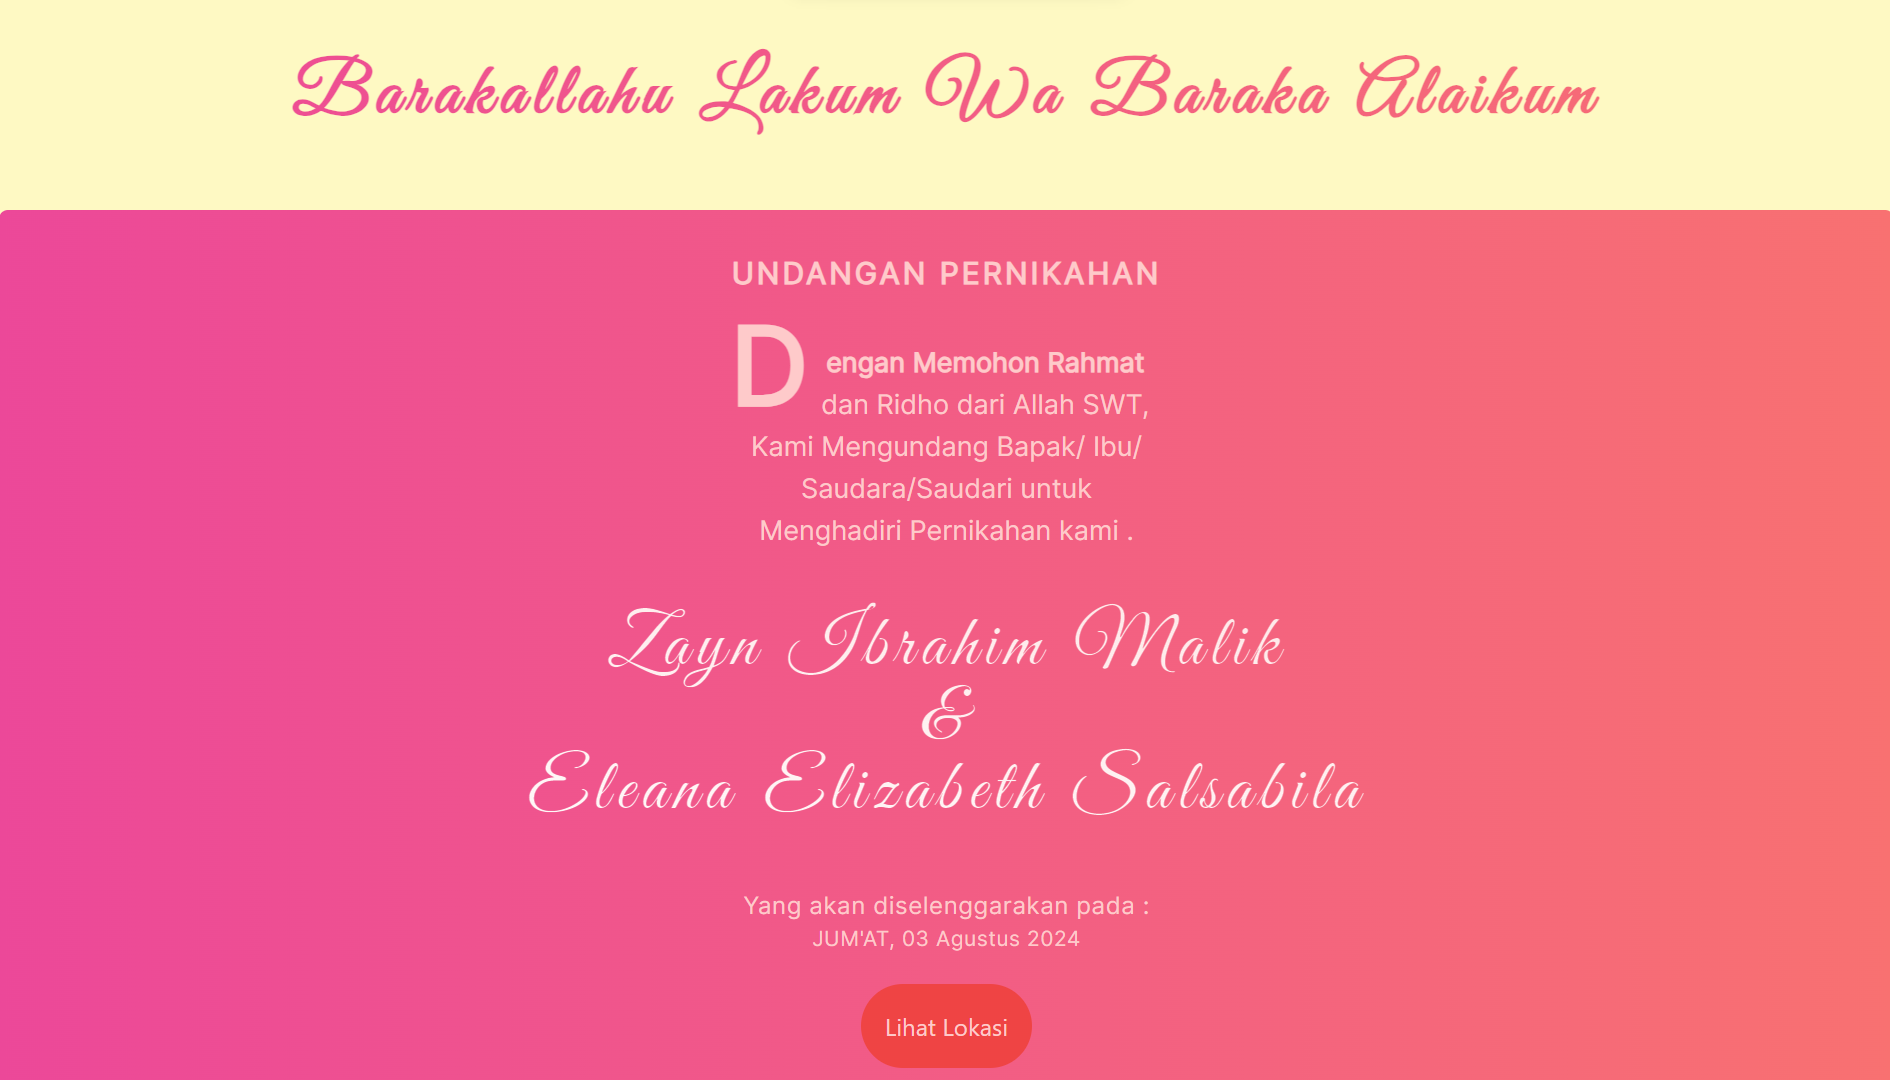 Barakallahu Lakum Wa Baraka Alaikum
UNDANGAN PERNIKAHAN
Dengan Memohon Rahmat
dan Ridho dari Allah SWT,
Kami Mengundang Bapak/ Ibu/
Saudara/Saudari untuk
Menghadiri Pernikahan kami .
Zayn Ibrahim Malik
&
Eleana Elizabeth Salsabila
Yang akan diselenggarakan pada :
JUM'AT, 03 Agustus 2024
Lihat Lokasi